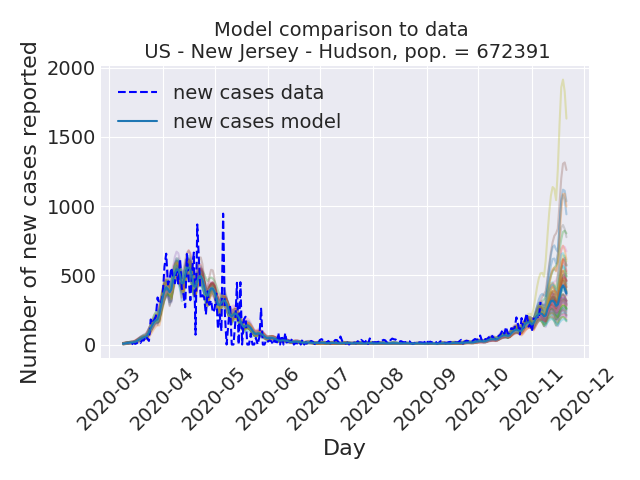 Model comparison to data
US - New Jersey - Hudson, pop. = 672391
Number of new cases reported
2000
1500
1000
500
0
new cases data
new cases model
2020-03
2020-04
2020-05
2020-06
2020-07
2020-08
2020-09
2020-10
2020-11
2020-12
Day